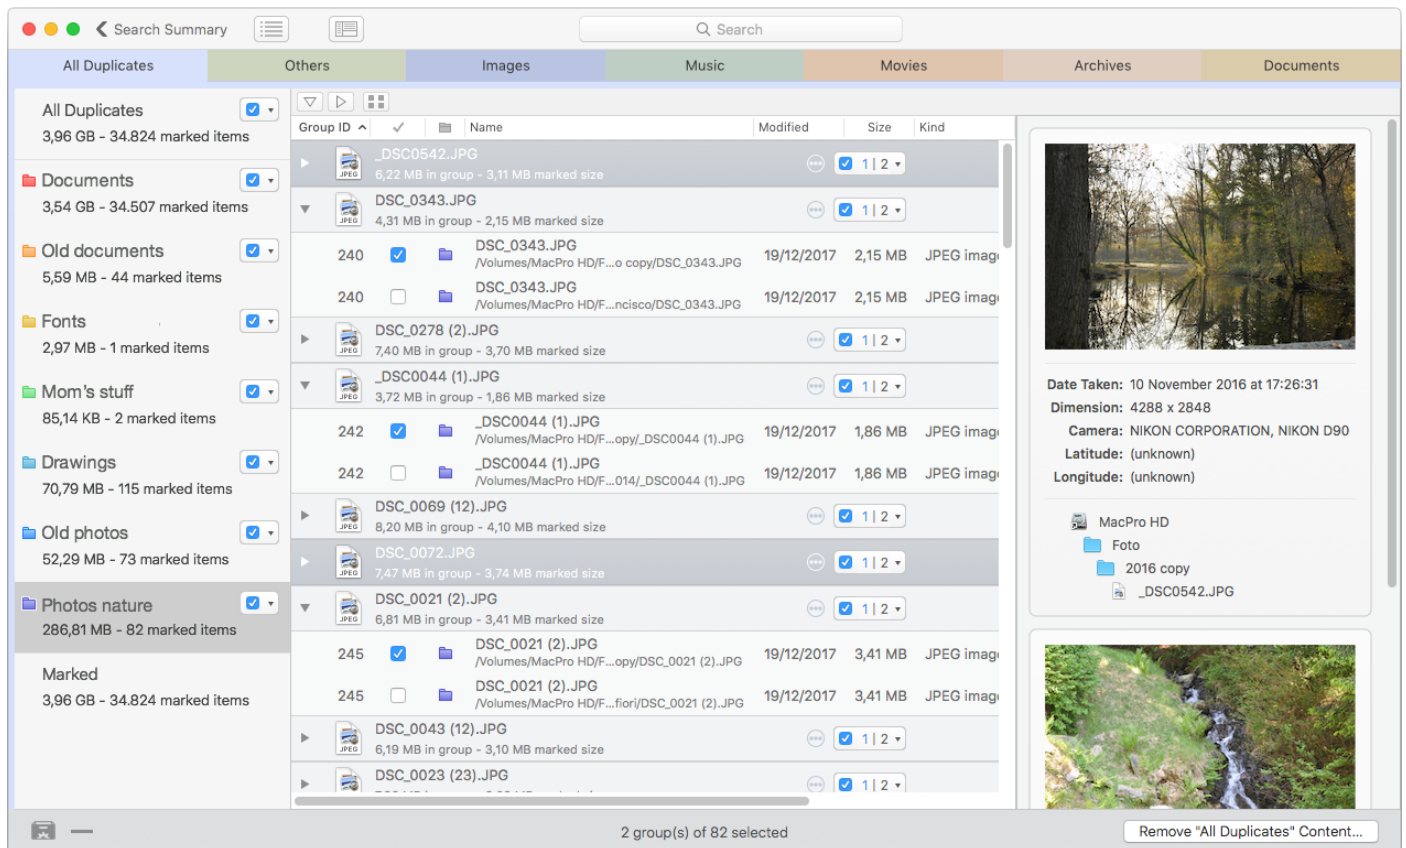 Search Summary
Search
All Duplicates Others Images Music Movies Archives Documents
All Duplicates
3,96 GB - 34.824 marked items
Documents
3,54 GB - 34.507 marked items
Old documents
5,59 MB - 44 marked items
Fonts
2,97 MB - 1 marked items
Mom's stuff
85,14 KB - 2 marked items
Drawings
70,79 MB - 115 marked items
Old photos
52,29 MB - 73 marked items
Photos nature
286,81 MB - 82 marked items
Marked
3,96 GB - 34.824 marked items
Group ID Name Modified Size Kind
JPEG
_DSC0542.JPG
6,22 MB in group - 3,11 MB marked size
1 | 2
JPEG
DSC_0343.JPG
4,31 MB in group - 2,15 MB marked size
1 | 2
240 DSC_0343.JPG 19/12/2017 2,15 MB JPEG imag
/Volumes/MacPro HD/F...o copy/DSC_0343.JPG
240 DSC_0343.JPG 19/12/2017 2,15 MB JPEG imag
/Volumes/MacPro HD/F...ncisco/DSC_0343.JPG
JPEG
DSC_0278 (2).JPG
7,40 MB in group - 3,70 MB marked size
1 | 2
JPEG
_DSC0044 (1).JPG
3,72 MB in group - 1,86 MB marked size
1 | 2
242 _DSC0044 (1).JPG 19/12/2017 1,86 MB JPEG imag
/Volumes/MacPro HD/F...opy/_DSC0044 (1).JPG
242 _DSC0044 (1).JPG 19/12/2017 1,86 MB JPEG imag
/Volumes/MacPro HD/F...014/_DSC0044 (1).JPG
JPEG
DSC_0069 (12).JPG
8,20 MB in group - 4,10 MB marked size
1 | 2
JPEG
DSC_0072.JPG
7,47 MB in group - 3,74 MB marked size
1 | 2
JPEG
DSC_0021 (2).JPG
6,81 MB in group - 3,41 MB marked size
1 | 2
245 DSC_0021 (2).JPG 19/12/2017 3,41 MB JPEG imag
/Volumes/MacPro HD/F...opy/DSC_0021 (2).JPG
245 DSC_0021 (2).JPG 19/12/2017 3,41 MB JPEG imag
/Volumes/MacPro HD/F...fiori/DSC_0021 (2).JPG
JPEG
DSC_0043 (12).JPG
6,19 MB in group - 3,10 MB marked size
1 | 2
JPEG
DSC_0023 (23).JPG
1 | 2
Date Taken: 10 November 2016 at 17:26:31
Dimension: 4288 x 2848
Camera: NIKON CORPORATION, NIKON D90
Latitude: (unknown)
Longitude: (unknown)
MacPro HD
Foto
2016 copy
_DSC0542.JPG
2 group(s) of 82 selected
Remove "All Duplicates" Content...